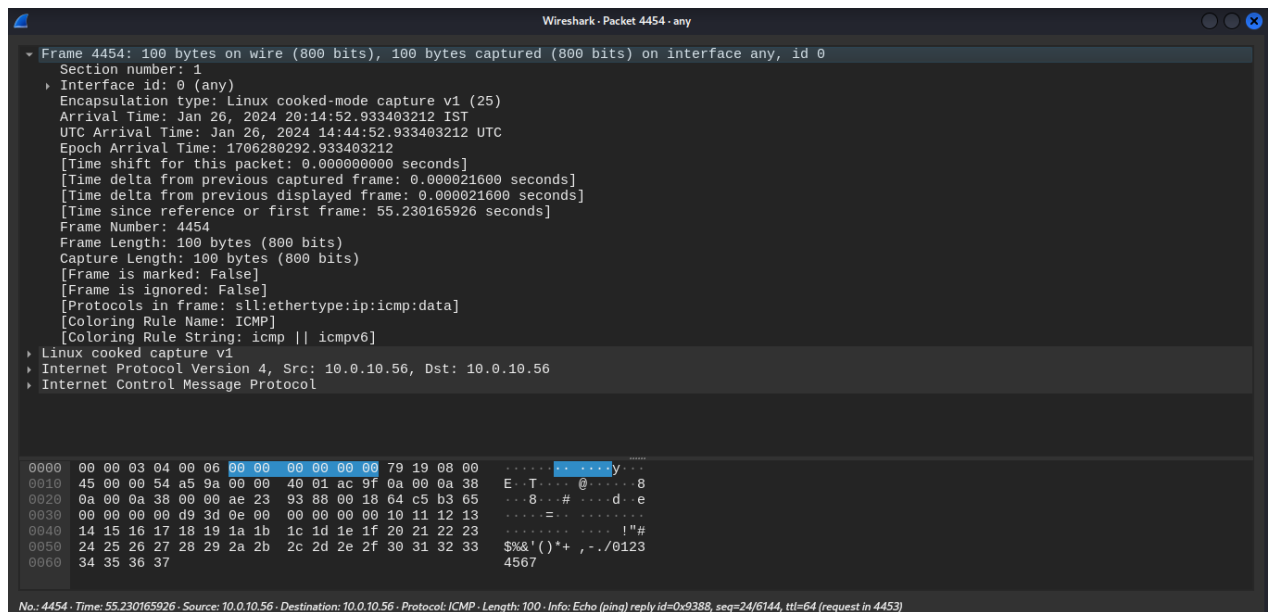 Wireshark · Packet 4454 · any
Frame 4454: 100 bytes on wire (800 bits), 100 bytes captured (800 bits) on interface any, id 0
Section number: 1
Interface id: 0 (any)
Encapsulation type: Linux cooked-mode capture v1 (25)
Arrival Time: Jan 26, 2024 20:14:52.933403212 IST
UTC Arrival Time: Jan 26, 2024 14:44:52.933403212 UTC
Epoch Arrival Time: 1706280292.933403212
[Time shift for this packet: 0.000000000 seconds]
[Time delta from previous captured frame: 0.000021600 seconds]
[Time delta from previous displayed frame: 0.000021600 seconds]
[Time since reference or first frame: 55.230165926 seconds]
Frame Number: 4454
Frame Length: 100 bytes (800 bits)
Capture Length: 100 bytes (800 bits)
[Frame is marked: False]
[Frame is ignored: False]
[Protocols in frame: sll:ethertype:ip:icmp:data]
[Coloring Rule Name: ICMP]
[Coloring Rule String: icmp || icmpv6]
Linux cooked capture v1
Internet Protocol Version 4, Src: 10.0.10.56, Dst: 10.0.10.56
Internet Control Message Protocol
0000 00 00 03 04 00 06 00 00 00 00 00 00 79 19 08 00 ········ ····y···
0010 45 00 00 54 a5 9a 00 00 40 01 ac 9f 0a 00 0a 38 E··T···· @······8
0020 0a 00 0a 38 00 00 ae 23 93 88 00 18 64 c5 b3 65 ···8···# ····d··e
0030 00 00 00 00 d9 3d 0e 00 00 00 00 00 10 11 12 13 ·····=·· ········
0040 14 15 16 17 18 19 1a 1b 1c 1d 1e 1f 20 21 22 23 ········ ···· !"#
0050 24 25 26 27 28 29 2a 2b 2c 2d 2e 2f 30 31 32 33 $%&'()*+ ,-./0123
0060 34 35 36 37 4567
No.: 4454 · Time: 55.230165926 · Source: 10.0.10.56 · Destination: 10.0.10.56 · Protocol: ICMP · Length: 100 · Info: Echo (ping) reply id=0x9388, seq=24/6144, ttl=64 (request in 4453)